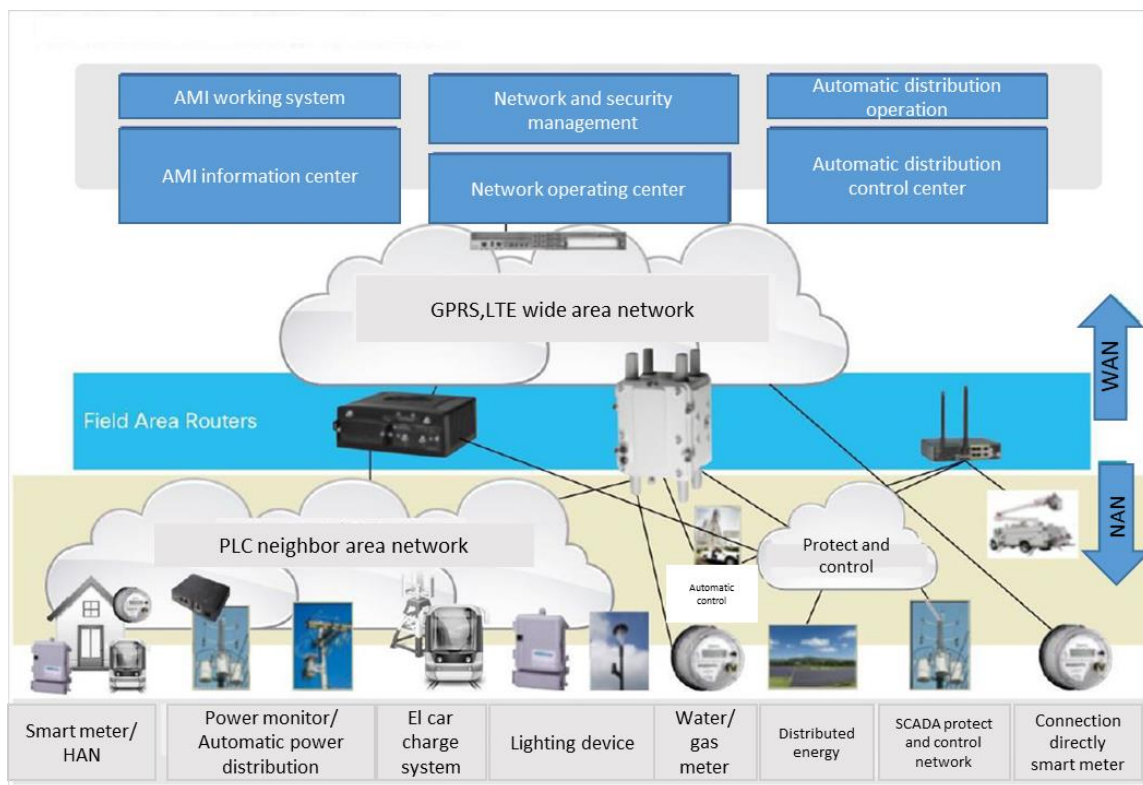 AMI working system
Network and security
management
Automatic distribution
operation
AMI information center
Network operating center
Automatic distribution
control center
GPRS,LTE wide area network
WAN
Field Area Routers
NAN
PLC neighbor area network
Protect and
control
Automatic
control
Smart meter/
HAN
Power monitor/
Automatic power
distribution
El car
charge
system
Lighting device
Water/
gas
meter
Distributed
energy
SCADA protect
and control
network
Connection
directly
smart meter